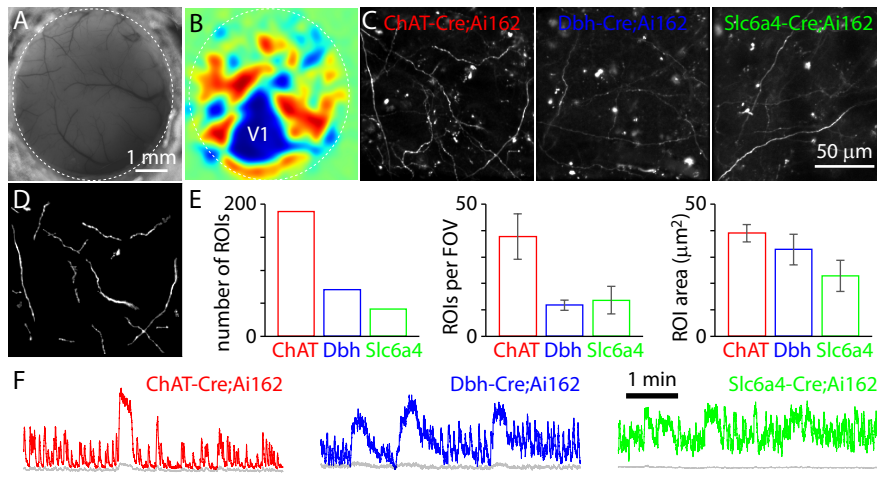 A
1 mm
B
V1
C
ChAT-Cre;Ai162
Dbh-Cre;Ai162
Slc6a4-Cre;Ai162
50 μm
D
E
number of ROIs
200
0
ChAT
Dbh
Slc6a4
ROIs per FOV
50
0
ChAT
Dbh
Slc6a4
ROI area (μm²)
50
0
ChAT
Dbh
Slc6a4
F
ChAT-Cre;Ai162
Dbh-Cre;Ai162
1 min
Slc6a4-Cre;Ai162